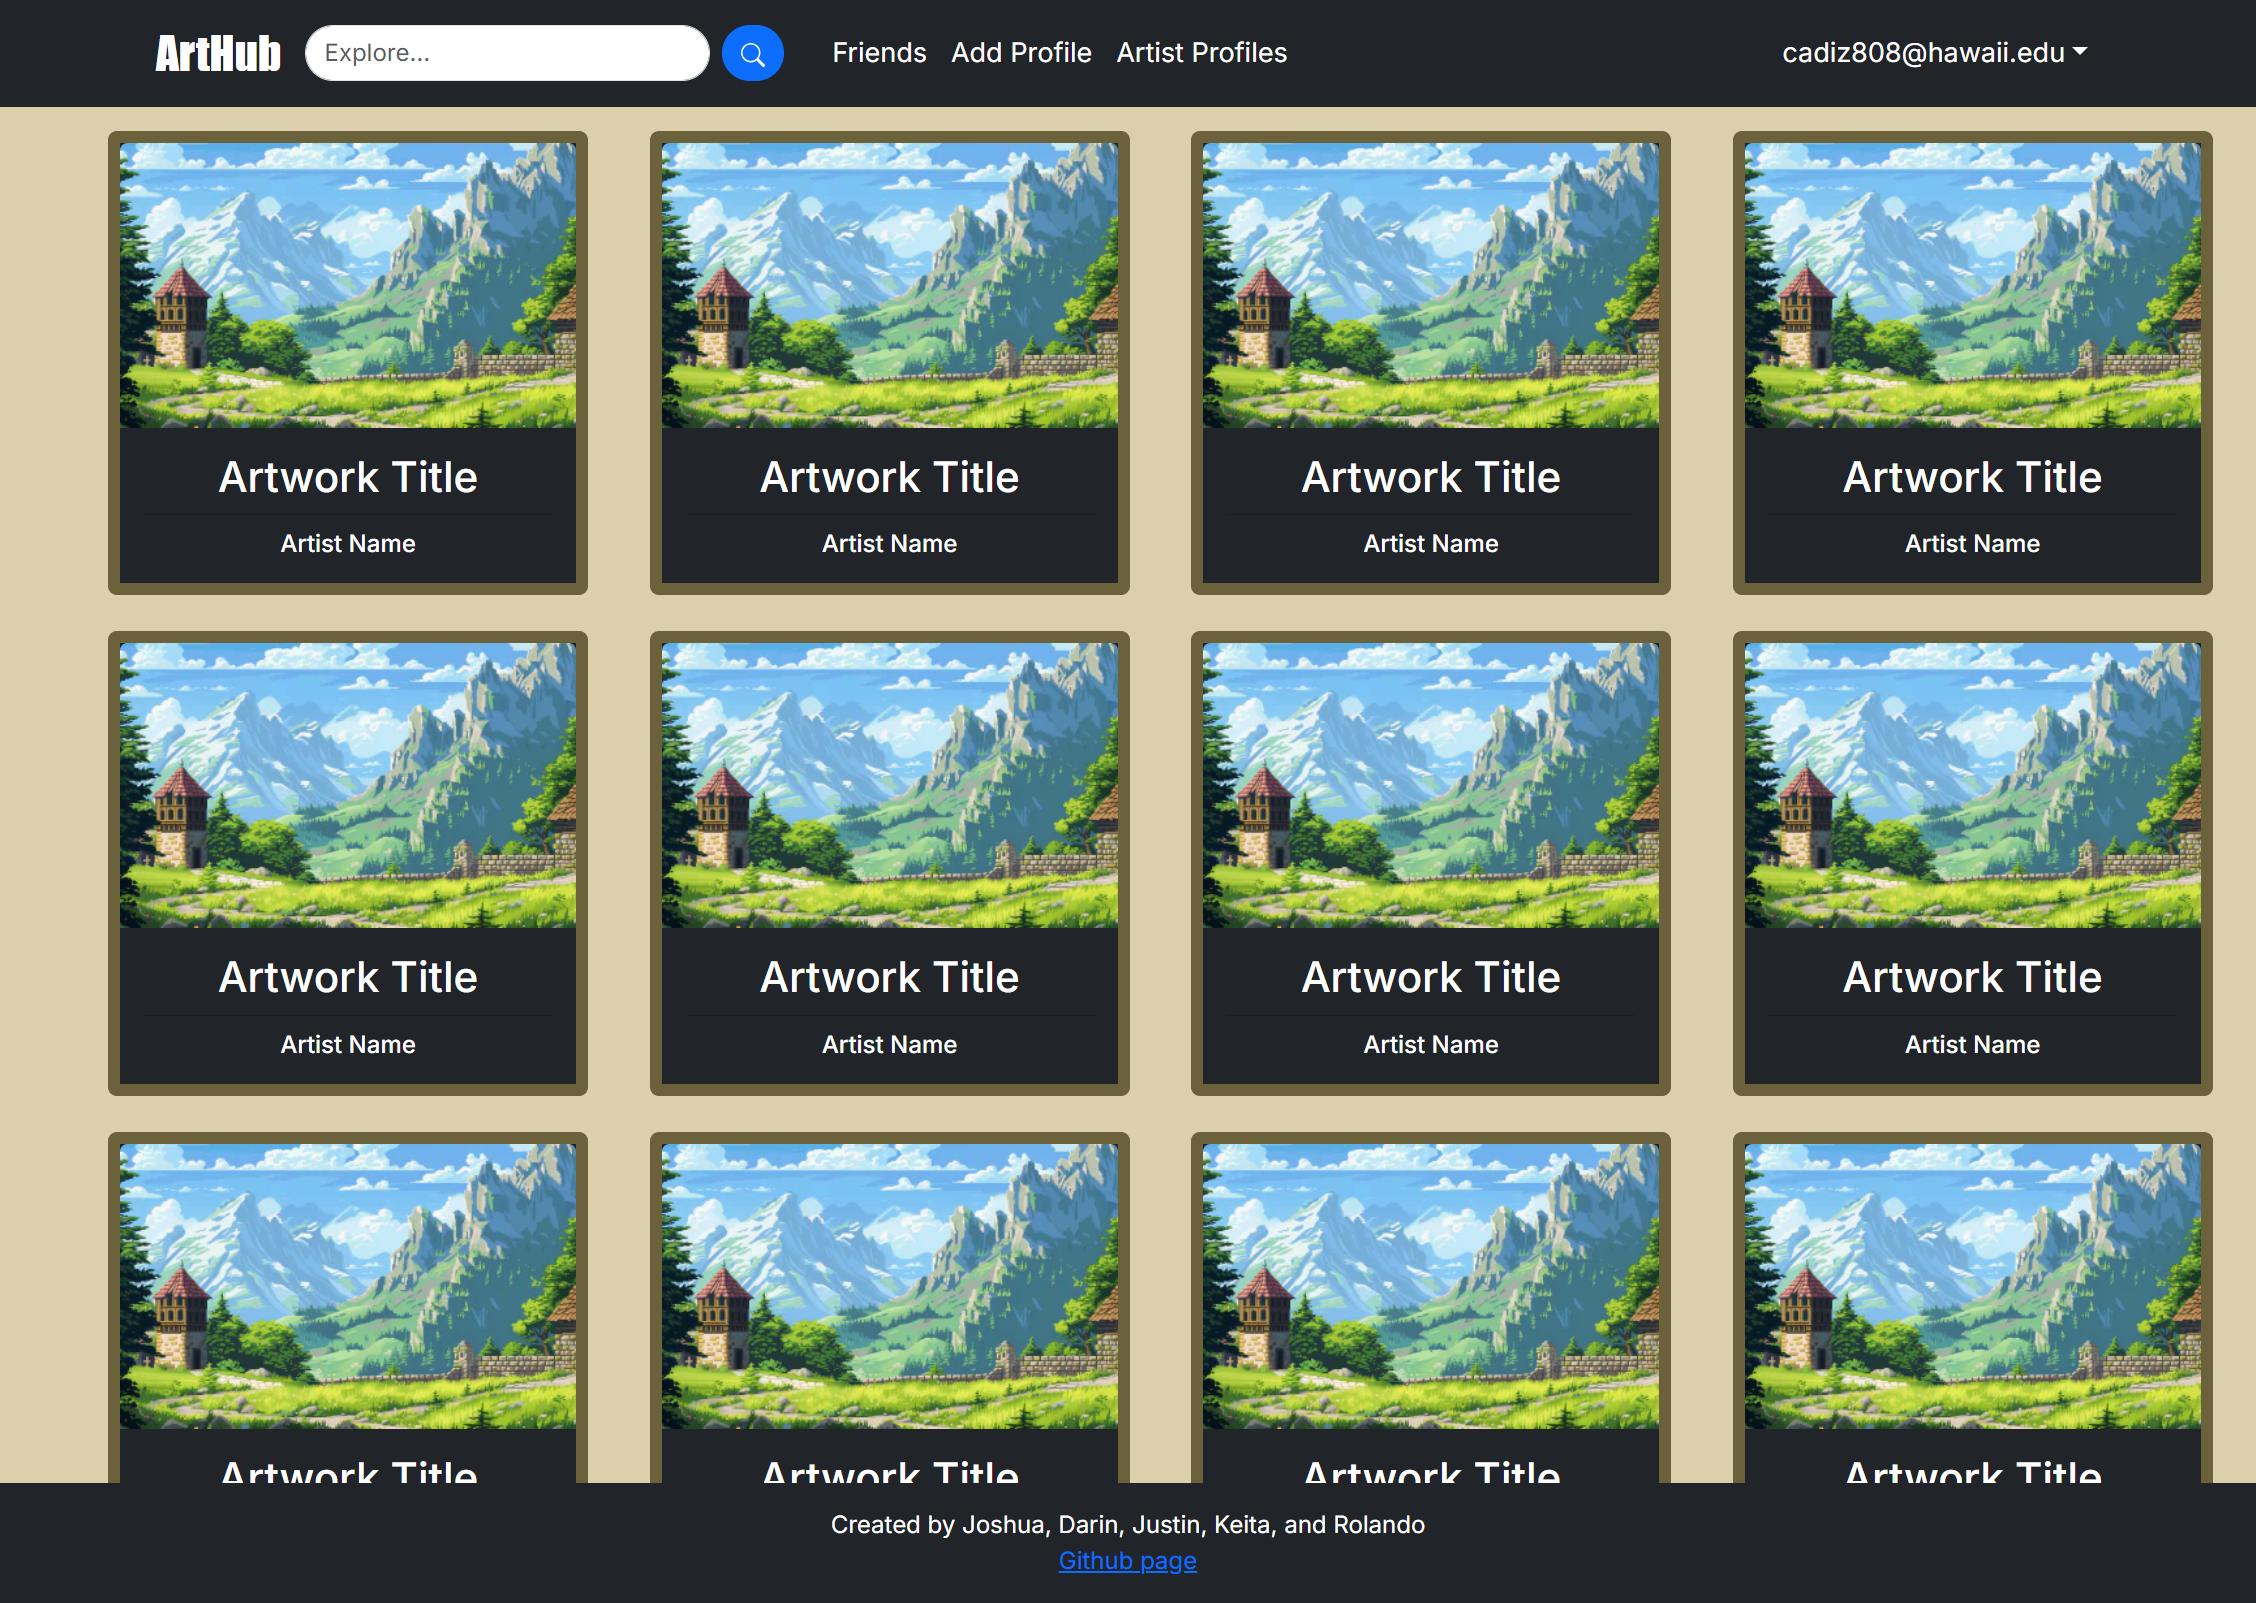 ArtHub Explore... Friends Add Profile Artist Profiles cadiz808@hawaii.edu
Artwork Title Artwork Title Artwork Title Artwork Title
Artist Name Artist Name Artist Name Artist Name
Artwork Title Artwork Title Artwork Title Artwork Title
Artist Name Artist Name Artist Name Artist Name
Artwork Title Artwork Title Artwork Title Artwork Title
Created by Joshua, Darin, Justin, Keita, and Rolando
Github page